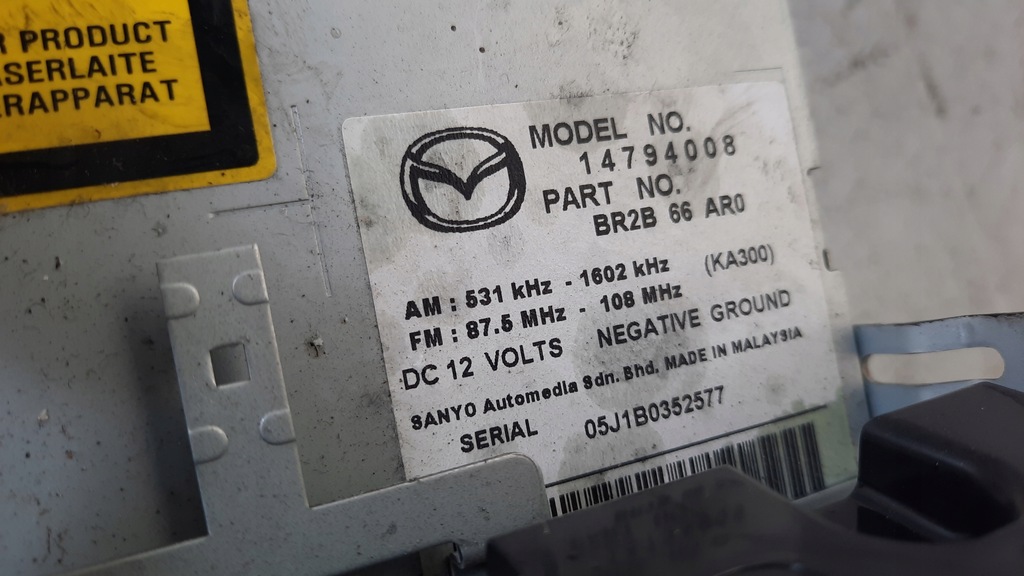 R PRODUCT
ASERLAITE
RAPPARAT
MODEL NO.
14794008
PART NO.
BR2B 66 AR0
AM : 531 kHz - 1602 kHz (KA300)
FM : 87.5 MHz - 108 MHz
DC 12 VOLTS NEGATIVE GROUND
SANYO Automedia Sdn. Bhd. MADE IN MALAYSIA
SERIAL 05J1B0352577